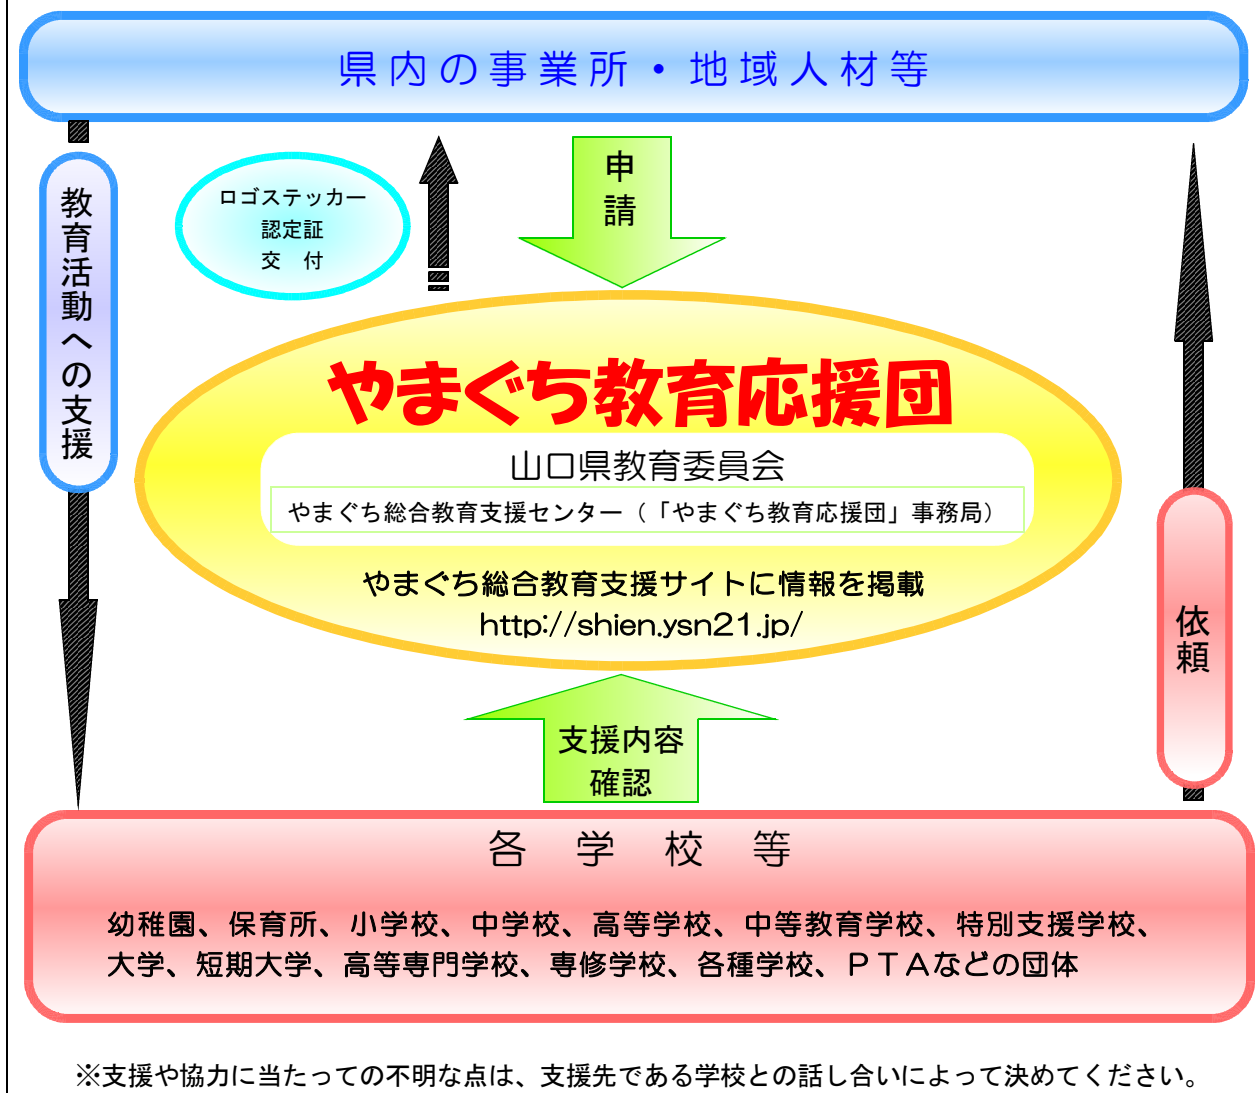 県内の事業所・地域人材等
教育活動への支援
ロゴステッカー
認定証
交　付
申
請
やまぐち教育応援団
山口県教育委員会
やまぐち総合教育支援センター（「やまぐち教育応援団」事務局）
やまぐち総合教育支援サイトに情報を掲載
http://shien.ysn21.jp/
依頼
支援内容
確認
各　学　校　等
幼稚園、保育所、小学校、中学校、高等学校、中等教育学校、特別支援学校、
大学、短期大学、高等専門学校、専修学校、各種学校、ＰＴＡなどの団体
※支援や協力に当たっての不明な点は、支援先である学校との話し合いによって決めてください。